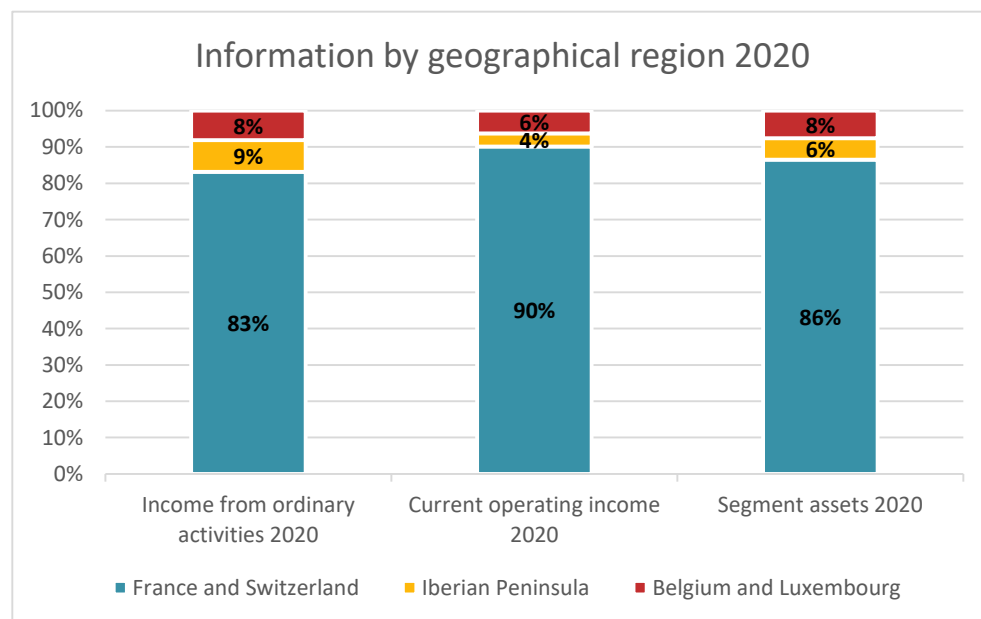 Information by geographical region 2020
100%
90%
80%
70%
60%
50%
40%
30%
20%
10%
0%
8%
9%
83%
6%
4%
90%
8%
6%
86%
Income from ordinary
activities 2020
Current operating income
2020
Segment assets 2020
France and Switzerland
Iberian Peninsula
Belgium and Luxembourg